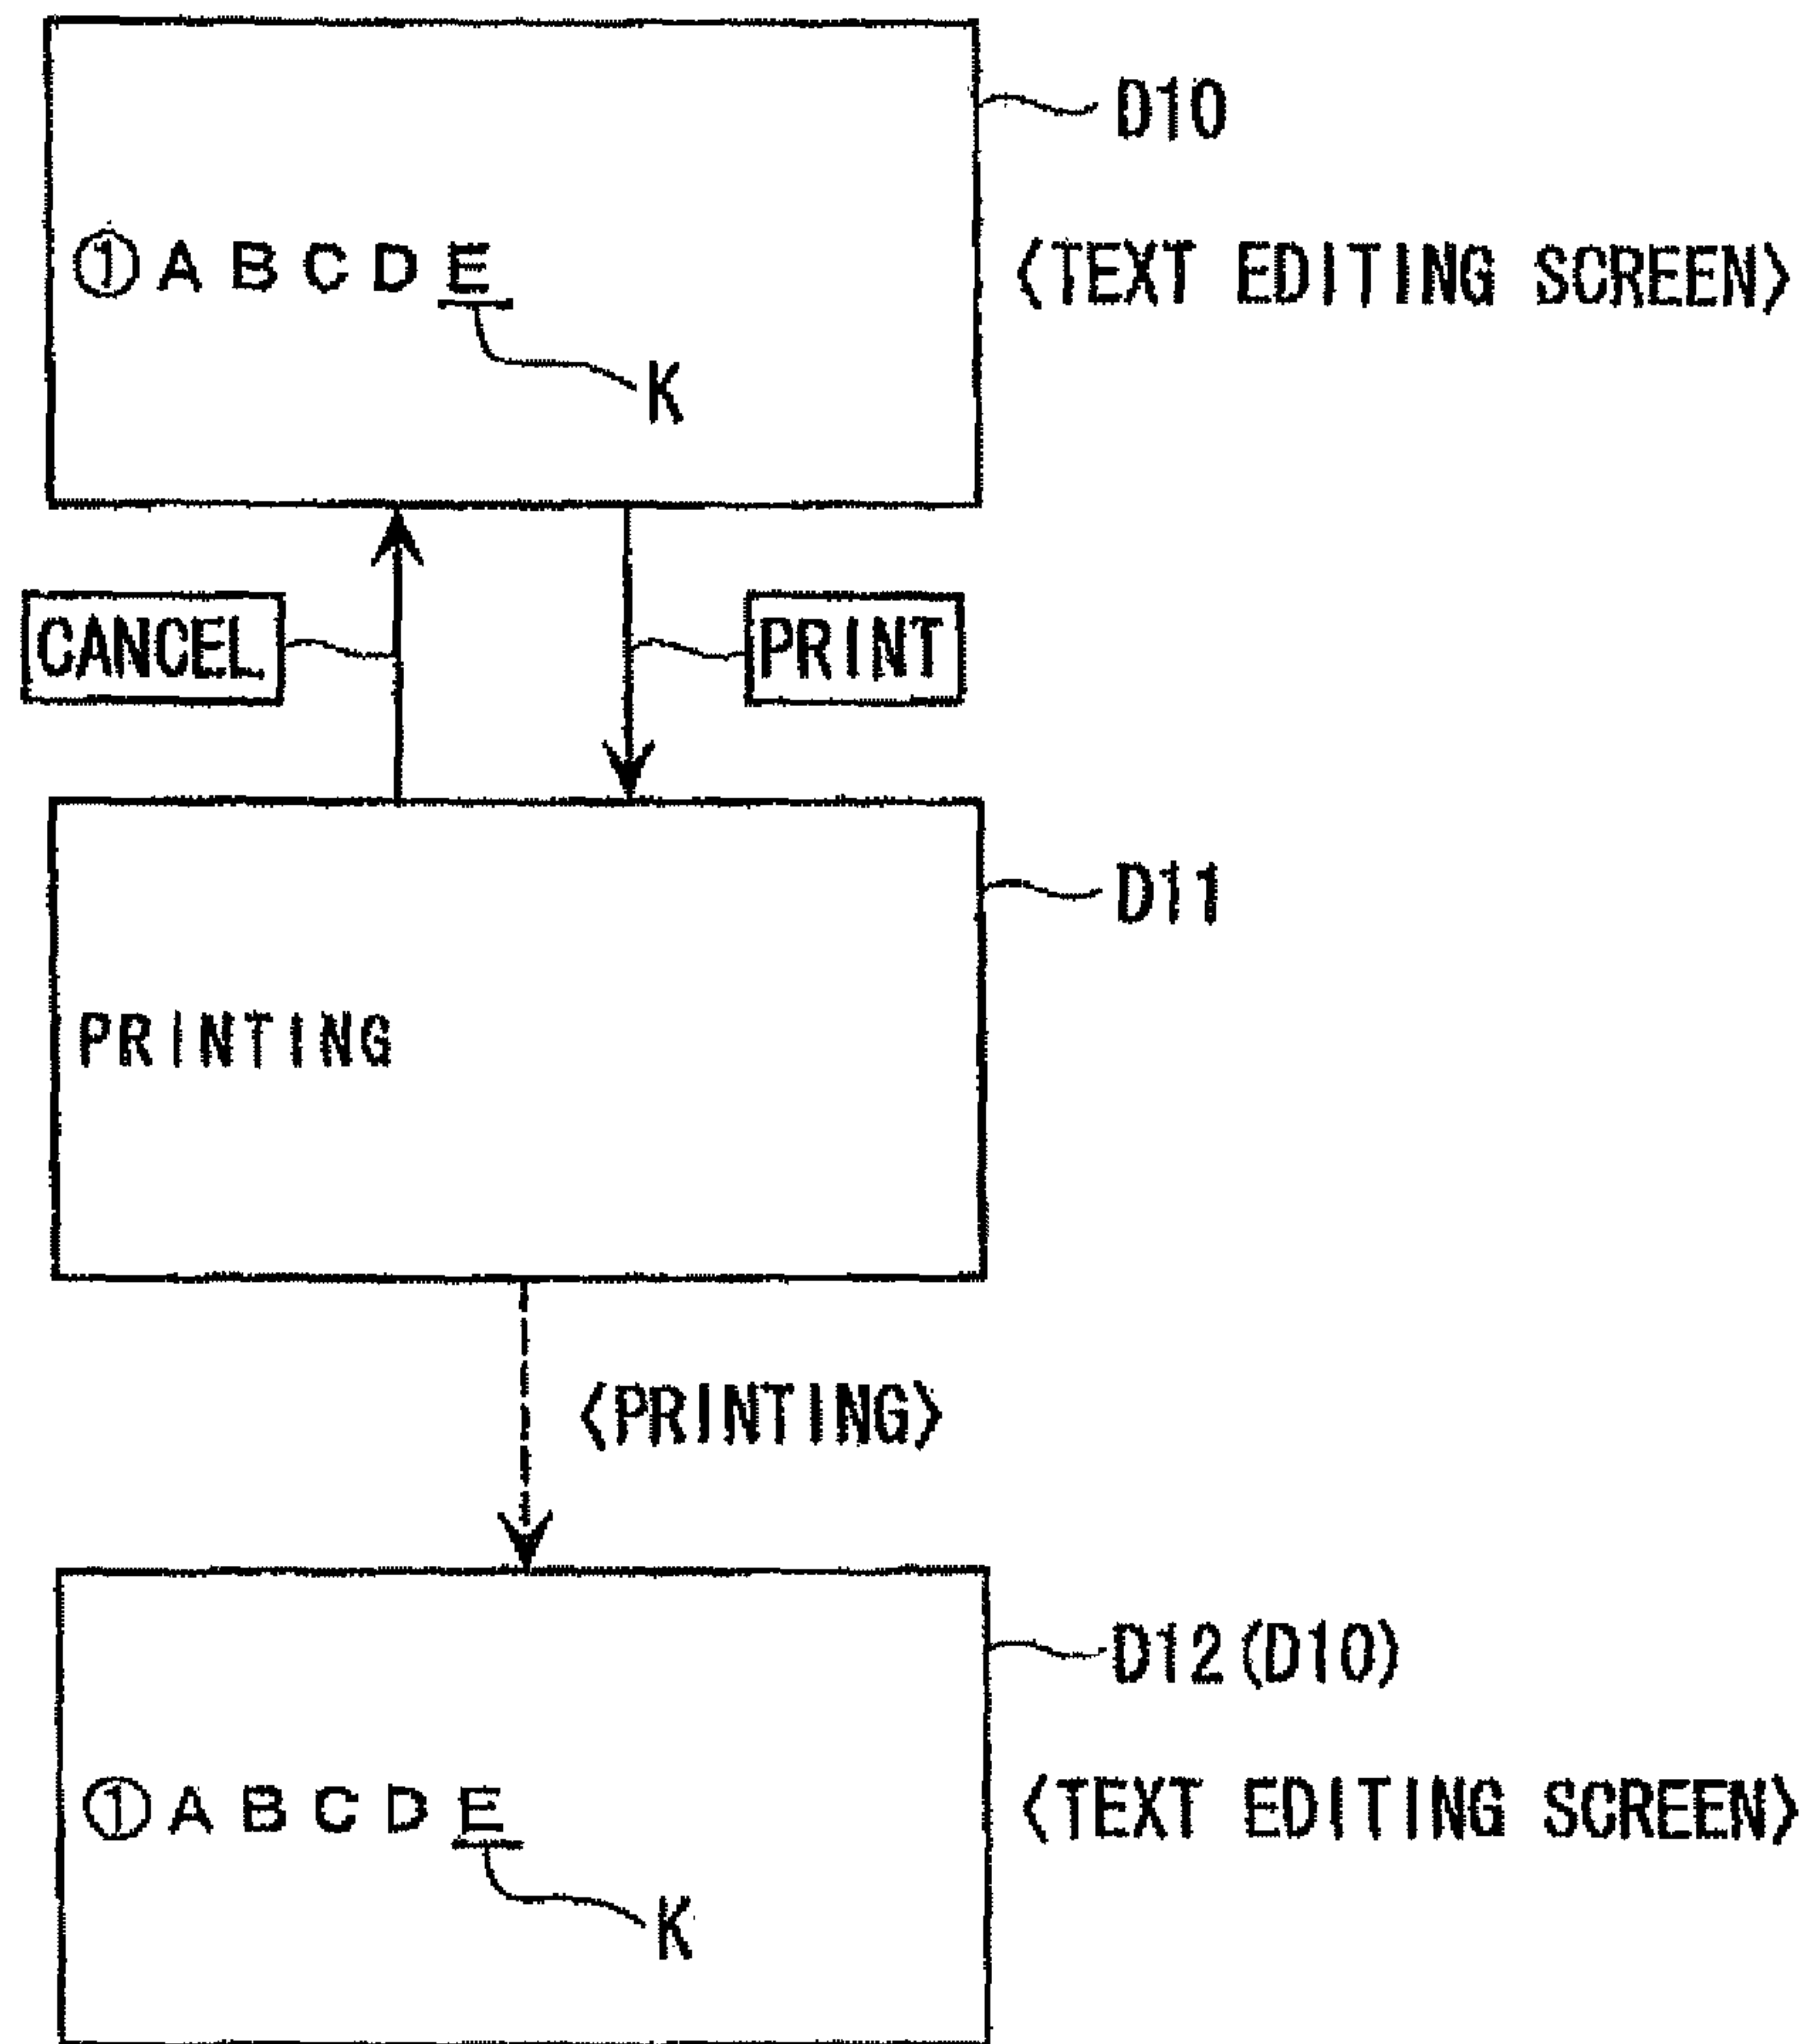 D10
①ABCDE
<TEXT EDITING SCREEN>
K
CANCEL
PRINT
D11
PRINTING
<PRINTING>
D12(D10)
①ABCDE
<TEXT EDITING SCREEN>
K